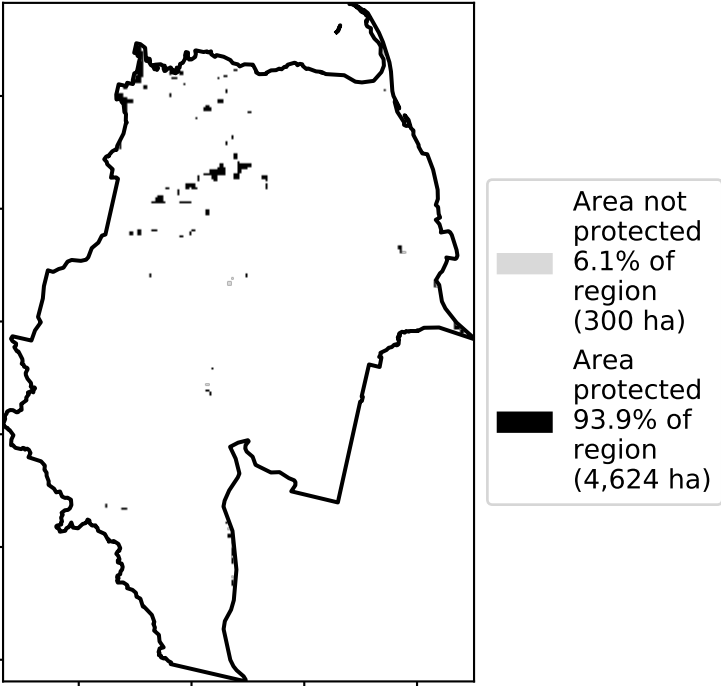 Area not
protected
6.1% of
region
(300 ha)
Area
protected
93.9% of
region
(4,624 ha)